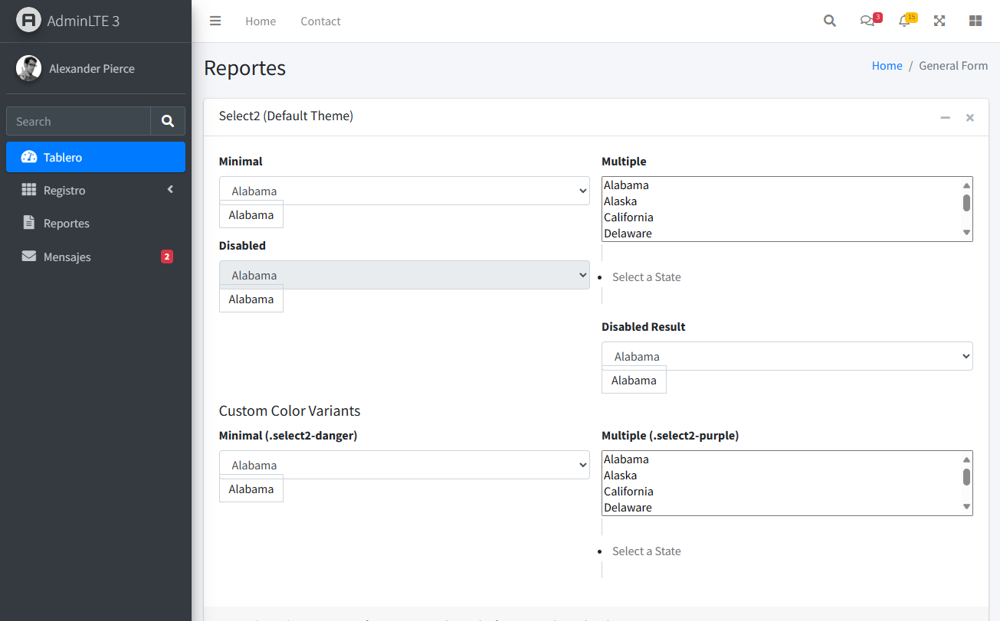 AdminLTE 3
Home
Contact
3
15
Alexander Pierce
Reportes
Home / General Form
Search
Select2 (Default Theme)
Tablero
Registro
Reportes
Mensajes
2
Minimal
Alabama
Alabama
Disabled
Alabama
Alabama
Multiple
Alabama
Alaska
California
Delaware
Select a State
Disabled Result
Alabama
Alabama
Custom Color Variants
Minimal (.select2-danger)
Alabama
Alabama
Multiple (.select2-purple)
Alabama
Alaska
California
Delaware
Select a State